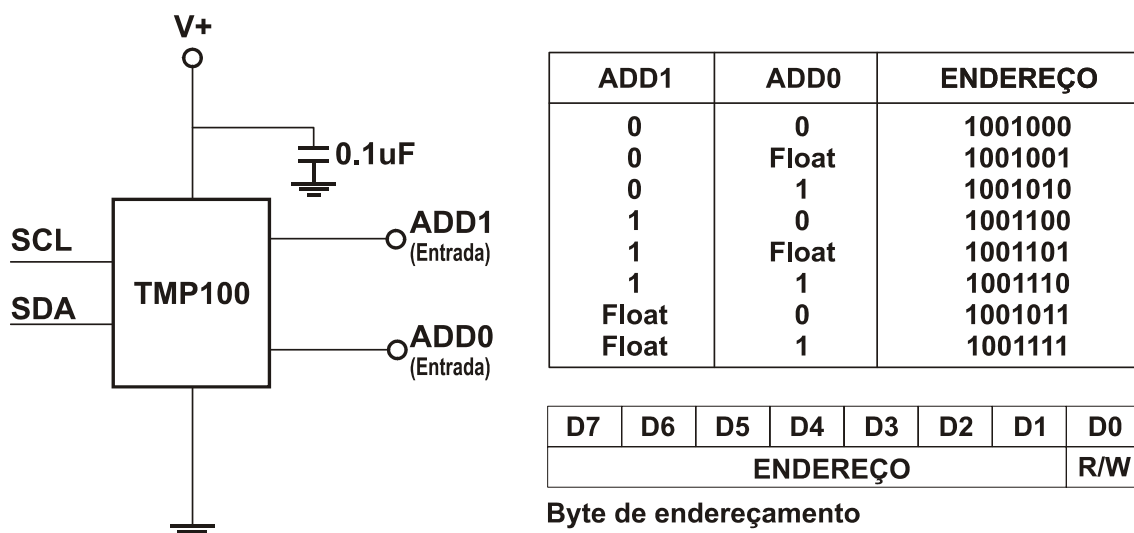 V+
0.1uF
SCL
SDA
TMP100
ADD1
(Entrada)
ADD0
(Entrada)
ADD1 ADD0 ENDEREÇO
0 0 1001000
0 Float 1001001
0 1 1001010
1 0 1001100
1 Float 1001101
1 1 1001110
Float 0 1001011
Float 1 1001111
D7 D6 D5 D4 D3 D2 D1 D0
ENDEREÇO R/W
Byte de endereçamento